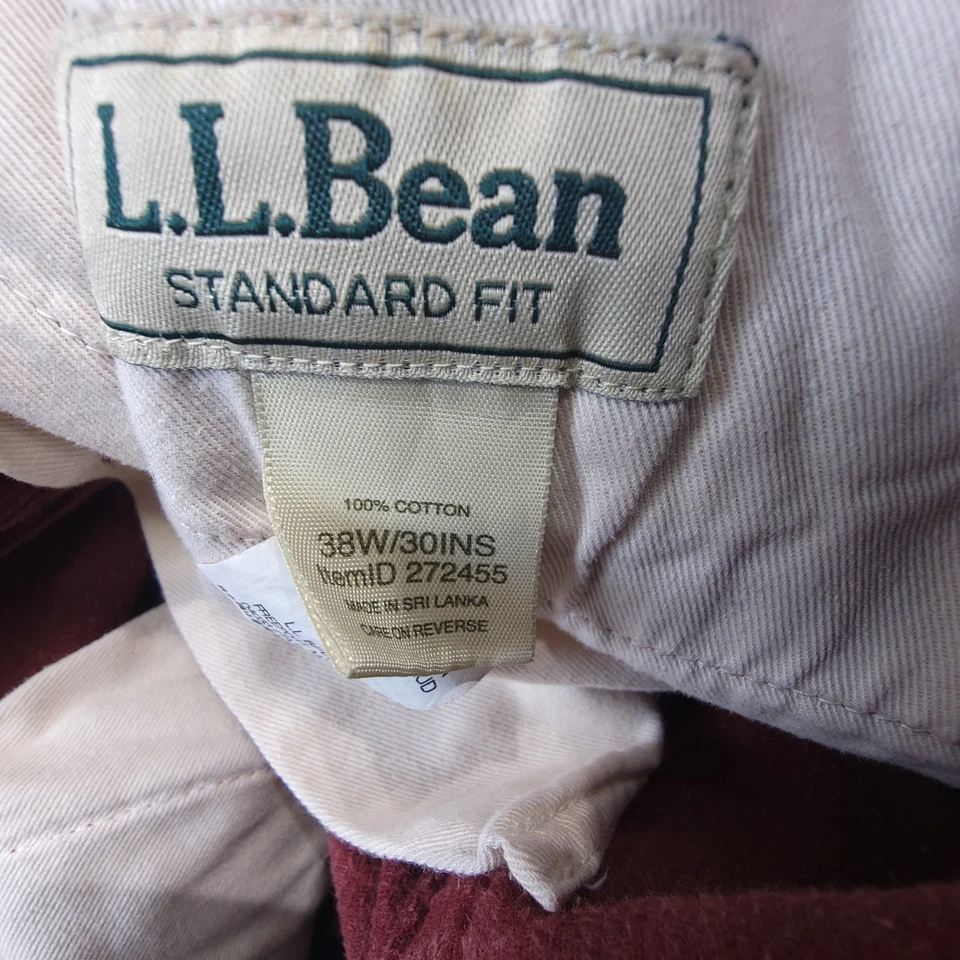 L.L.Bean
STANDARD FIT
100% COTTON
38W/30INS
ItemID 272455
MADE IN SRI LANKA
CARE ON REVERSE